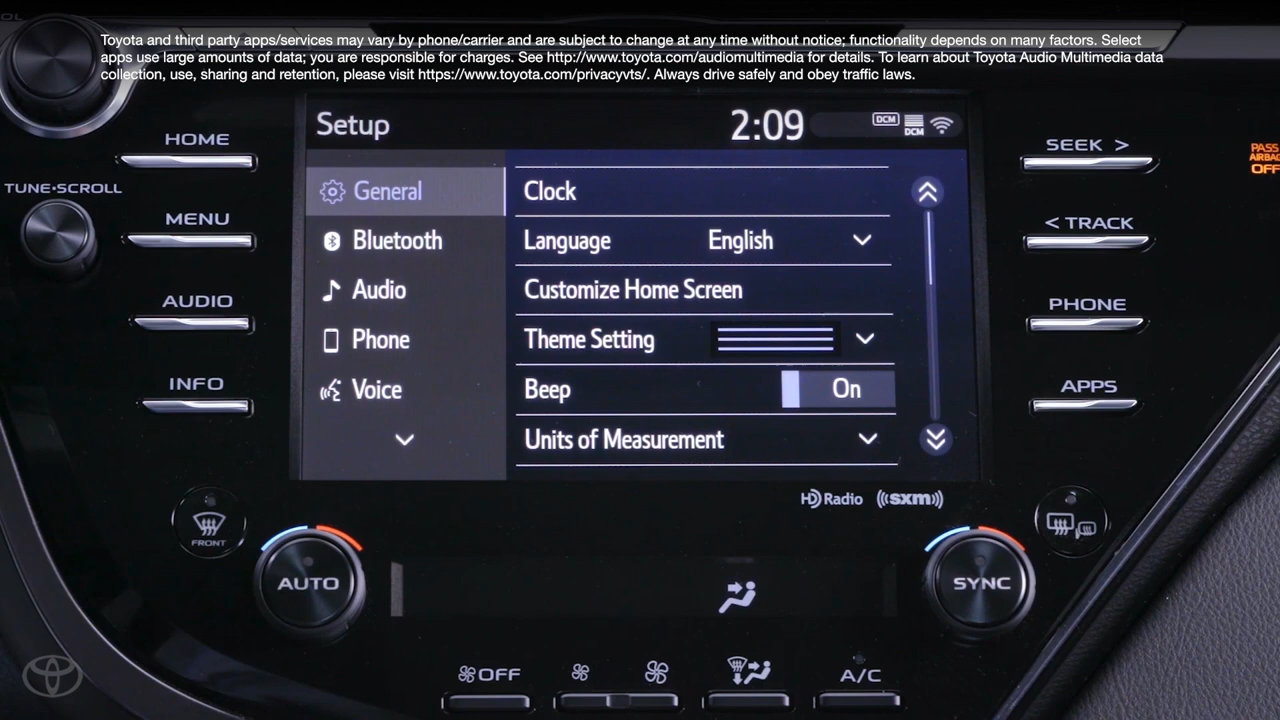 Toyota and third party apps/services may vary by phone/carrier and are subject to change at any time without notice; functionality depends on many factors. Select
apps use large amounts of data; you are responsible for charges. See http://www.toyota.com/audiomultimedia for details. To learn about Toyota Audio Multimedia data
collection, use, sharing and retention, please visit https://www.toyota.com/privacyvts/. Always drive safely and obey traffic laws.
Setup
2:09
DCM
DCM
HOME
TUNE•SCROLL
MENU
AUDIO
INFO
General
Bluetooth
Audio
Phone
Voice
Clock
Language English
Customize Home Screen
Theme Setting
Beep On
Units of Measurement
SEEK >
< TRACK
PHONE
APPS
PASS
AIRBAG
OFF
HD Radio
((sxm))
FRONT
AUTO
SYNC
OFF
A/C